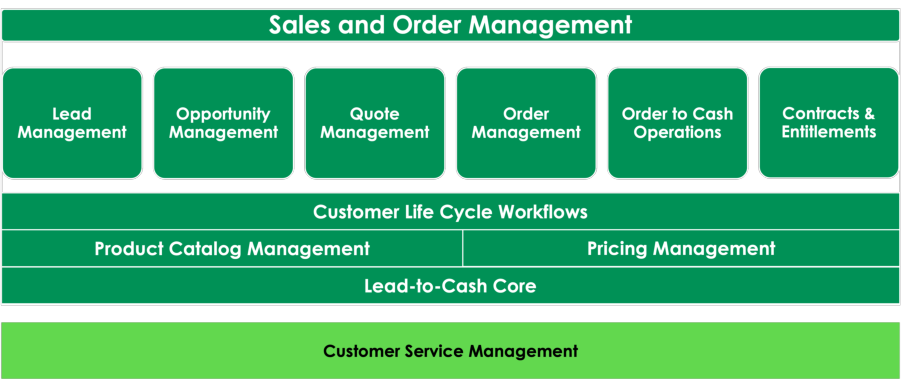 Sales and Order Management
Lead
Management
Opportunity
Management
Quote
Management
Order
Management
Order to Cash
Operations
Contracts &
Entitlements
Customer Life Cycle Workflows
Product Catalog Management
Pricing Management
Lead-to-Cash Core
Customer Service Management